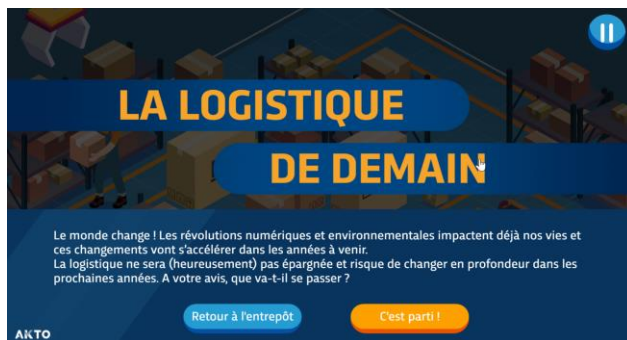 LA LOGISTIQUE
DE DEMAIN
Le monde change ! Les révolutions numériques et environnementales impactent déjà nos vies et
ces changements vont s'accélérer dans les années à venir.
La logistique ne sera (heureusement) pas épargnée et risque de changer en profondeur dans les
prochaines années. A votre avis, que va-t-il se passer ?
Retour à l'entrepôt
C'est parti !
AKTO